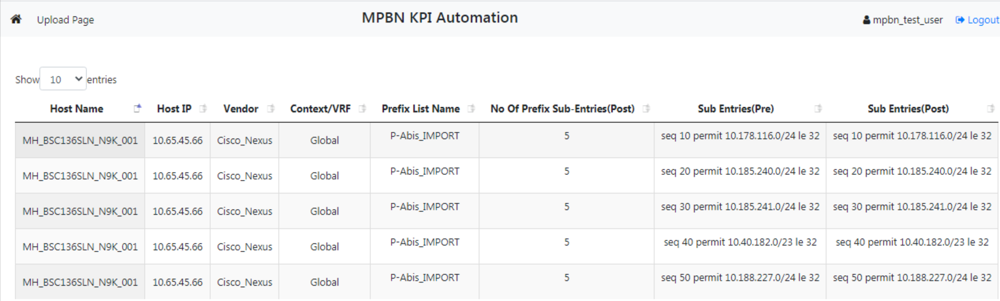 Upload Page MPBN KPI Automation mpbn_test_user Logout
Show 10 entries
Host Name Host IP Vendor Context/VRF Prefix List Name No Of Prefix Sub-Entries(Post) Sub Entries(Pre) Sub Entries(Post)
MH_BSC136SLN_N9K_001 10.65.45.66 Cisco_Nexus Global P-Abis_IMPORT 5 seq 10 permit 10.178.116.0/24 le 32 seq 10 permit 10.178.116.0/24 le 32
MH_BSC136SLN_N9K_001 10.65.45.66 Cisco_Nexus Global P-Abis_IMPORT 5 seq 20 permit 10.185.240.0/24 le 32 seq 20 permit 10.185.240.0/24 le 32
MH_BSC136SLN_N9K_001 10.65.45.66 Cisco_Nexus Global P-Abis_IMPORT 5 seq 30 permit 10.185.241.0/24 le 32 seq 30 permit 10.185.241.0/24 le 32
MH_BSC136SLN_N9K_001 10.65.45.66 Cisco_Nexus Global P-Abis_IMPORT 5 seq 40 permit 10.40.182.0/23 le 32 seq 40 permit 10.40.182.0/23 le 32
MH_BSC136SLN_N9K_001 10.65.45.66 Cisco_Nexus Global P-Abis_IMPORT 5 seq 50 permit 10.188.227.0/24 le 32 seq 50 permit 10.188.227.0/24 le 32